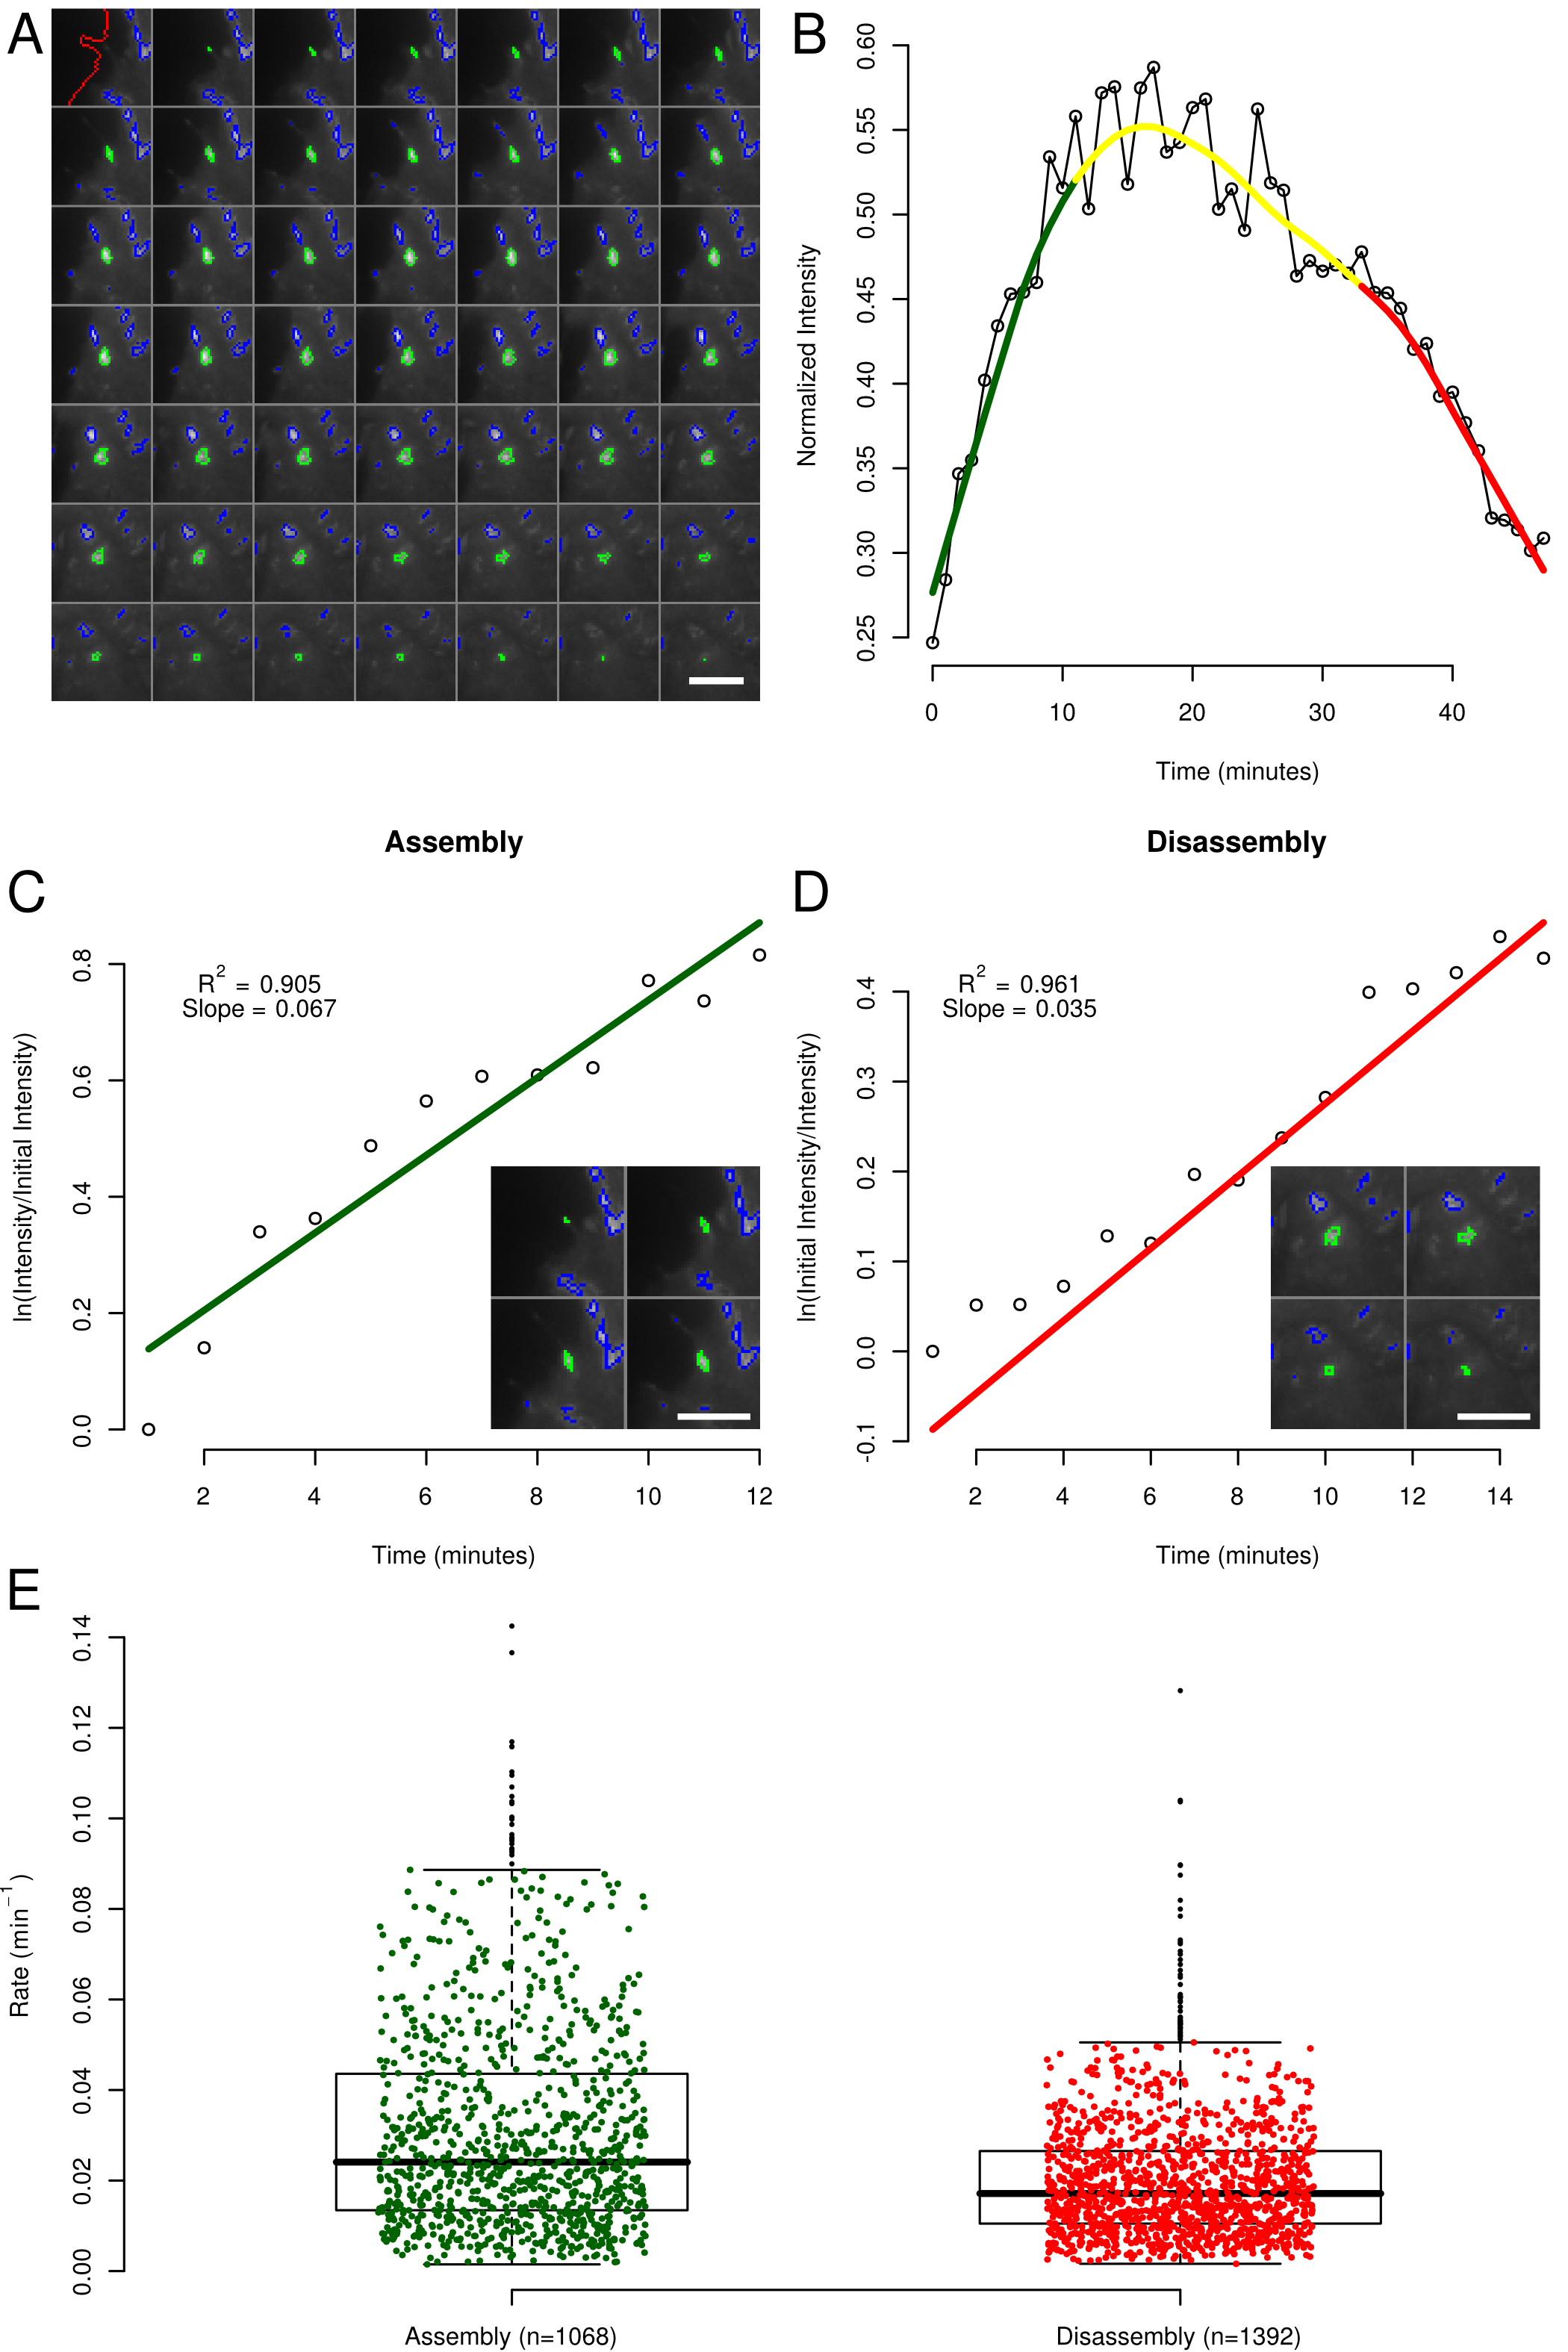 A
B
0.60
0.55
0.50
0.45
0.40
0.35
0.30
0.25
Normalized Intensity
0 10 20 30 40
Time (minutes)
Assembly
C
0.8
0.6
0.4
0.2
0.0
ln(Intensity/Initial Intensity)
R² = 0.905
Slope = 0.067
2 4 6 8 10 12
Time (minutes)
Disassembly
D
0.4
0.3
0.2
0.1
0.0
-0.1
ln(Initial Intensity/Intensity)
R² = 0.961
Slope = 0.035
2 4 6 8 10 12 14
Time (minutes)
E
0.14
0.12
0.10
0.08
0.06
0.04
0.02
0.00
Rate (min⁻¹)
Assembly (n=1068)
Disassembly (n=1392)